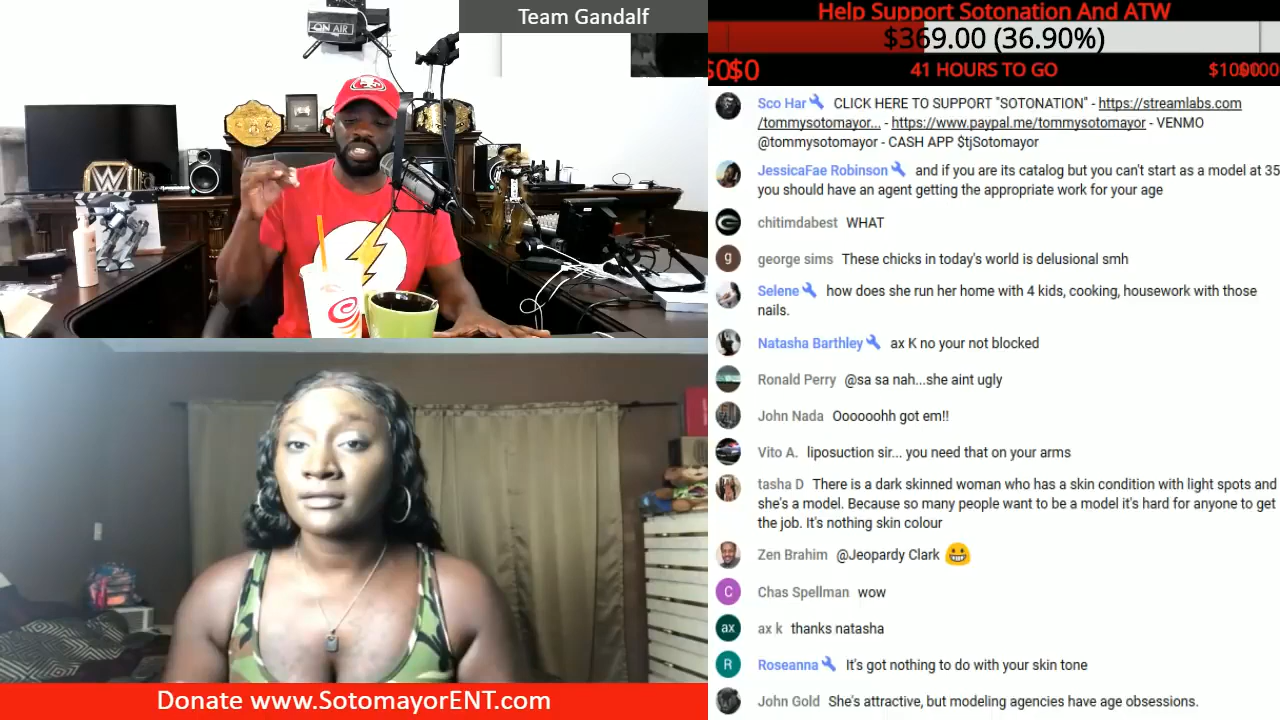 Team Gandalf
ON AIR
W
Donate www.SotomayorENT.com
Help Support Sotonation And ATW
$369.00 (36.90%)
$0
41 HOURS TO GO
Sco Har CLICK HERE TO SUPPORT "SOTONATION" - https://streamlabs.com
/tommysotomayor... - https://www.paypal.me/tommysotomayor - VENMO
@tommysotomayor - CASH APP $tjSotomayor
JessicaFae Robinson and if you are its catalog but you can't start as a model at 35
you should have an agent getting the appropriate work for your age
chitimdabest WHAT
g george sims These chicks in today's world is delusional smh
Selene how does she run her home with 4 kids, cooking, housework with those
nails.
Natasha Barthley ax K no your not blocked
Ronald Perry @sa sa nah...she aint ugly
John Nada Oooooohh got em!!
Vito A. liposuction sir... you need that on your arms
tasha D There is a dark skinned woman who has a skin condition with light spots and
she's a model. Because so many people want to be a model it's hard for anyone to get
the job. It's nothing skin colour
Zen Brahim @Jeopardy Clark 😀
C Chas Spellman wow
ax ax k thanks natasha
R Roseanna It's got nothing to do with your skin tone
John Gold She's attractive, but modeling agencies have age obsessions.